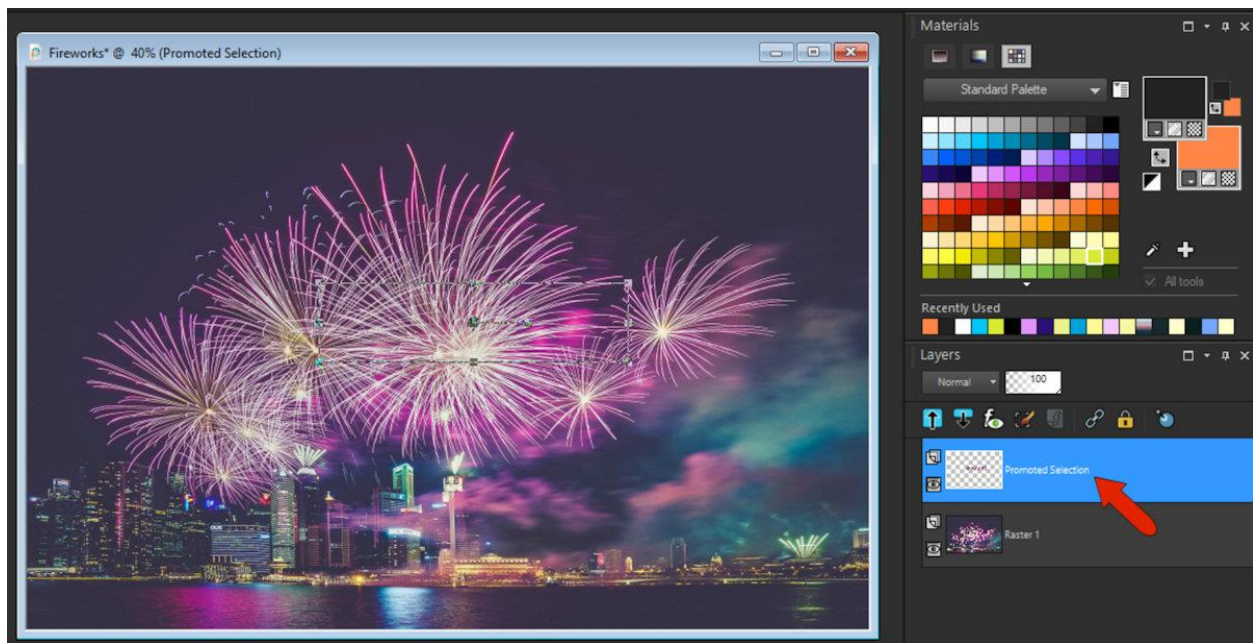 Fireworks* @ 40% (Promoted Selection)
Materials
Standard Palette
All tools
Recently Used
Layers
Normal
100
Promoted Selection
Raster 1